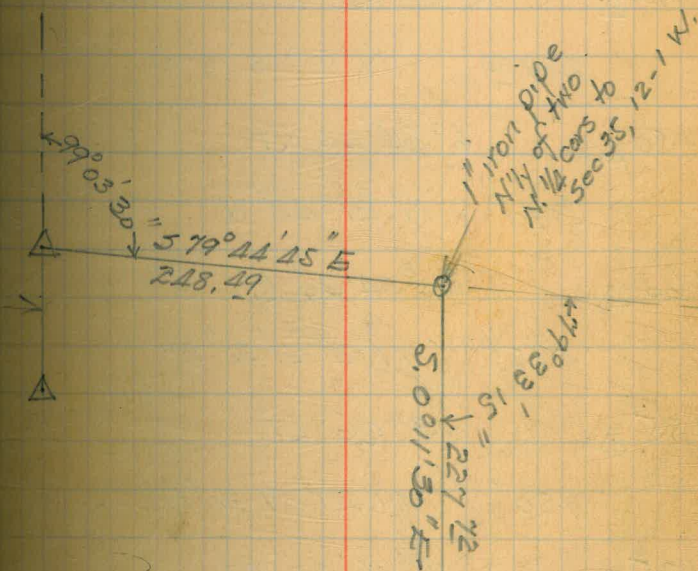 99° 03' 30"
S 79° 44' 45" E
248.49
1" iron pipe
N'ly of two
N. 1/4 cors to
Sec 35, 12-1 W.
79° 33' 15"
S. 0° 11' 30" E
227.72